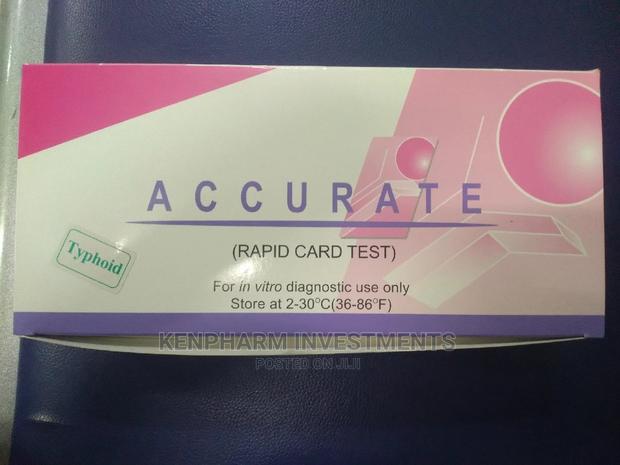 ACCURATE
(RAPID CARD TEST)
Typhoid
For in vitro diagnostic use only
Store at 2-30°C(36-86°F)
KENPHARM INVESTMENTS
POSTED ON JIJI